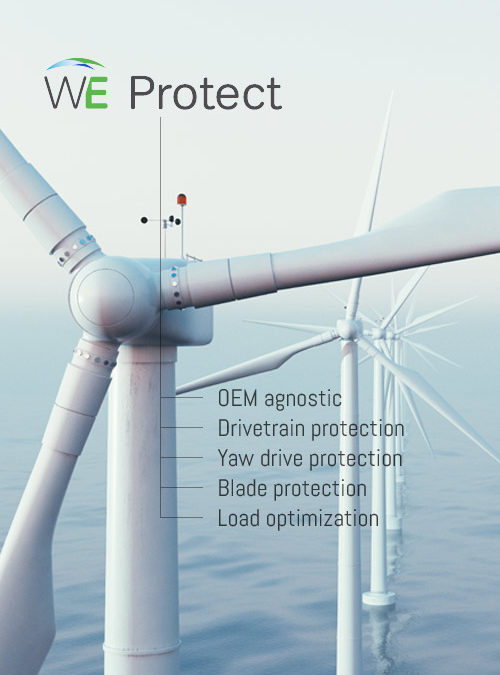 WE Protect
OEM agnostic
Drivetrain protection
Yaw drive protection
Blade protection
Load optimization